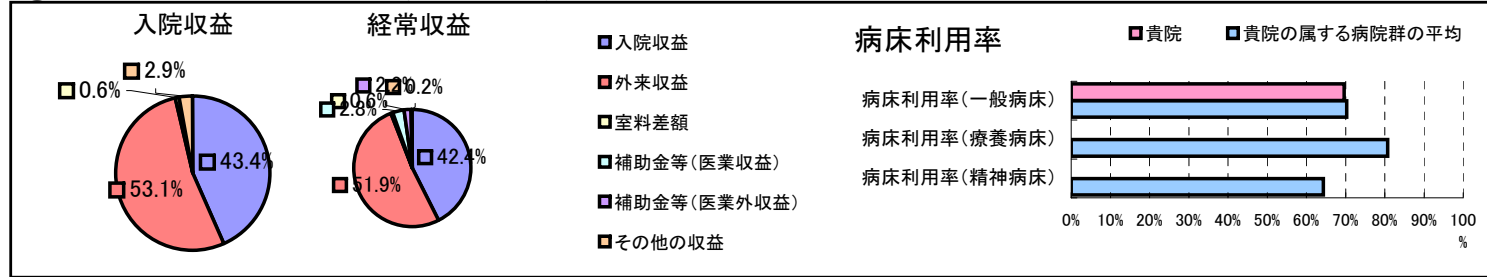 入院収益
2.9%
0.6%
43.4%
53.1%
経常収益
0.2%
0.6%
2.8%
42.4%
51.9%
入院収益
外来収益
室料差額
補助金等(医業収益)
補助金等(医業外収益)
その他の収益
病床利用率
貴院
貴院の属する病院群の平均
病床利用率(一般病床)
病床利用率(療養病床)
病床利用率(精神病床)
0% 10% 20% 30% 40% 50% 60% 70% 80% 90% 100
%